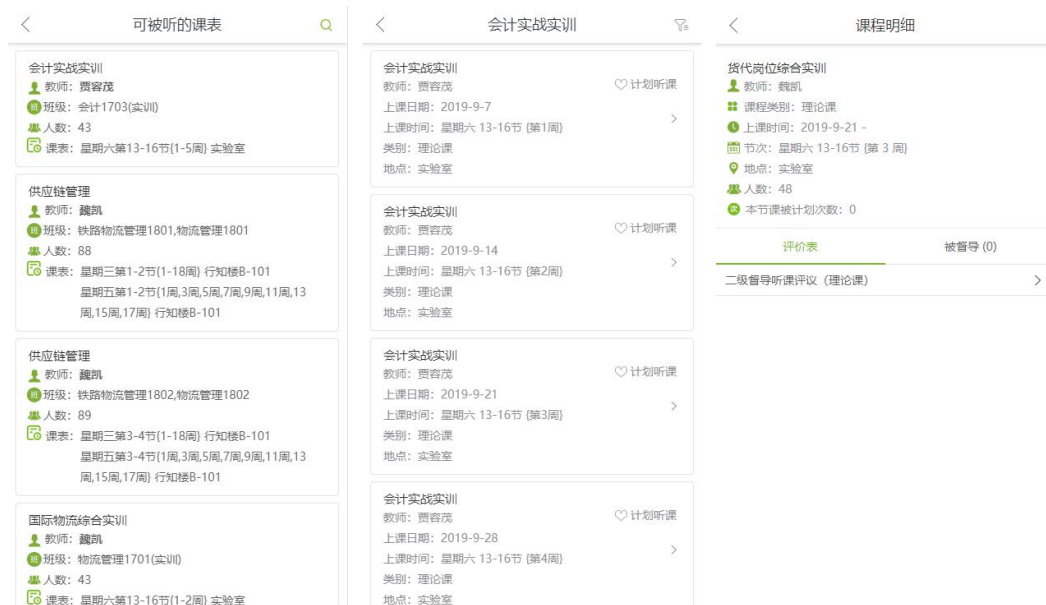 可被听的课表
会计实战实训
教师：贾容茂
班级：会计1703(实训)
人数：43
课表：星期六第13-16节{1-5周} 实验室
供应链管理
教师：魏凯
班级：铁路物流管理1801,物流管理1801
人数：88
课表：星期三第1-2节{1-18周} 行知楼B-101
星期五第1-2节{1周,3周,5周,7周,9周,11周,13
周,15周,17周} 行知楼B-101
供应链管理
教师：魏凯
班级：铁路物流管理1802,物流管理1802
人数：89
课表：星期三第3-4节{1-18周} 行知楼B-101
星期五第3-4节{1周,3周,5周,7周,9周,11周,13
周,15周,17周} 行知楼B-101
国际物流综合实训
教师：魏凯
班级：物流管理1701(实训)
人数：43
课表：星期六第13-16节{1-2周} 实验室
会计实战实训
会计实战实训
教师：贾容茂
计划听课
上课日期：2019-9-7
上课时间：星期六 13-16节 {第1周}
类别：理论课
地点：实验室
会计实战实训
教师：贾容茂
计划听课
上课日期：2019-9-14
上课时间：星期六 13-16节 {第2周}
类别：理论课
地点：实验室
会计实战实训
教师：贾容茂
计划听课
上课日期：2019-9-21
上课时间：星期六 13-16节 {第3周}
类别：理论课
地点：实验室
会计实战实训
教师：贾容茂
计划听课
上课日期：2019-9-28
上课时间：星期六 13-16节 {第4周}
类别：理论课
地点：实验室
课程明细
货代岗位综合实训
教师：魏凯
课程类别：理论课
上课时间：2019-9-21 -
节次：星期六 13-16节 {第 3 周}
地点：实验室
人数：48
次 本节课被计划次数：0
评价表
被督导 (0)
二级督导听课评议（理论课）